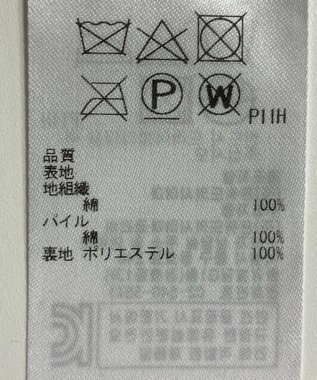 P
W
P11H
品質
表地
地組織
綿 100%
パイル
綿 100%
裏地 ポリエステル 100%